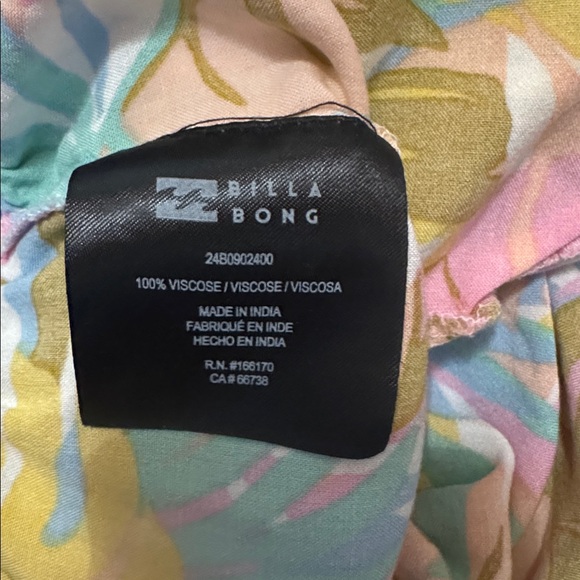 BILLA
BONG
24B0902400
100% VISCOSE / VISCOSE / VISCOSA
MADE IN INDIA
FABRIQUÉ EN INDE
HECHO EN INDIA
R.N. #166170
CA # 66738